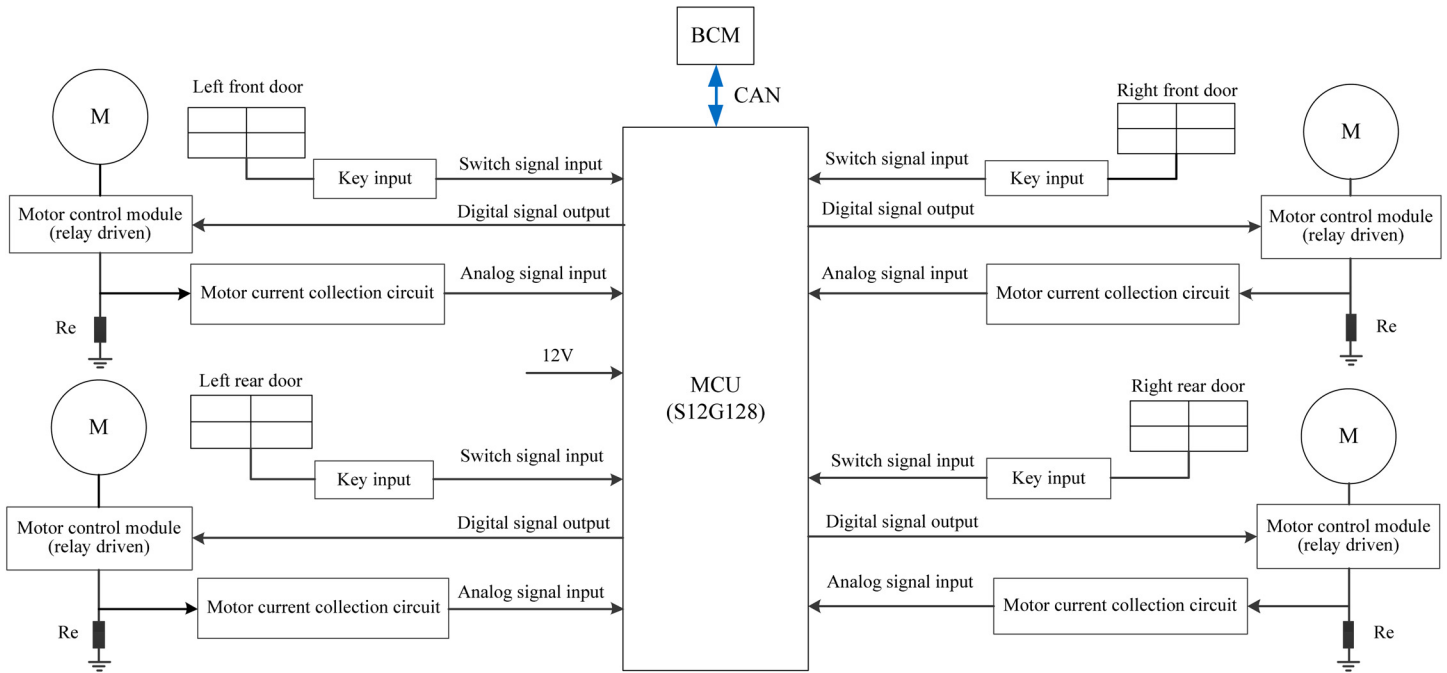 BCM
CAN
Left front door
M
Key input
Switch signal input
Motor control module
(relay driven)
Digital signal output
Motor current collection circuit
Analog signal input
Re
12V
Left rear door
M
Key input
Switch signal input
Motor control module
(relay driven)
Digital signal output
Motor current collection circuit
Analog signal input
Re
MCU
(S12G128)
Right front door
M
Switch signal input
Key input
Digital signal output
Motor control module
(relay driven)
Analog signal input
Motor current collection circuit
Re
Right rear door
M
Switch signal input
Key input
Digital signal output
Motor control module
(relay driven)
Analog signal input
Motor current collection circuit
Re